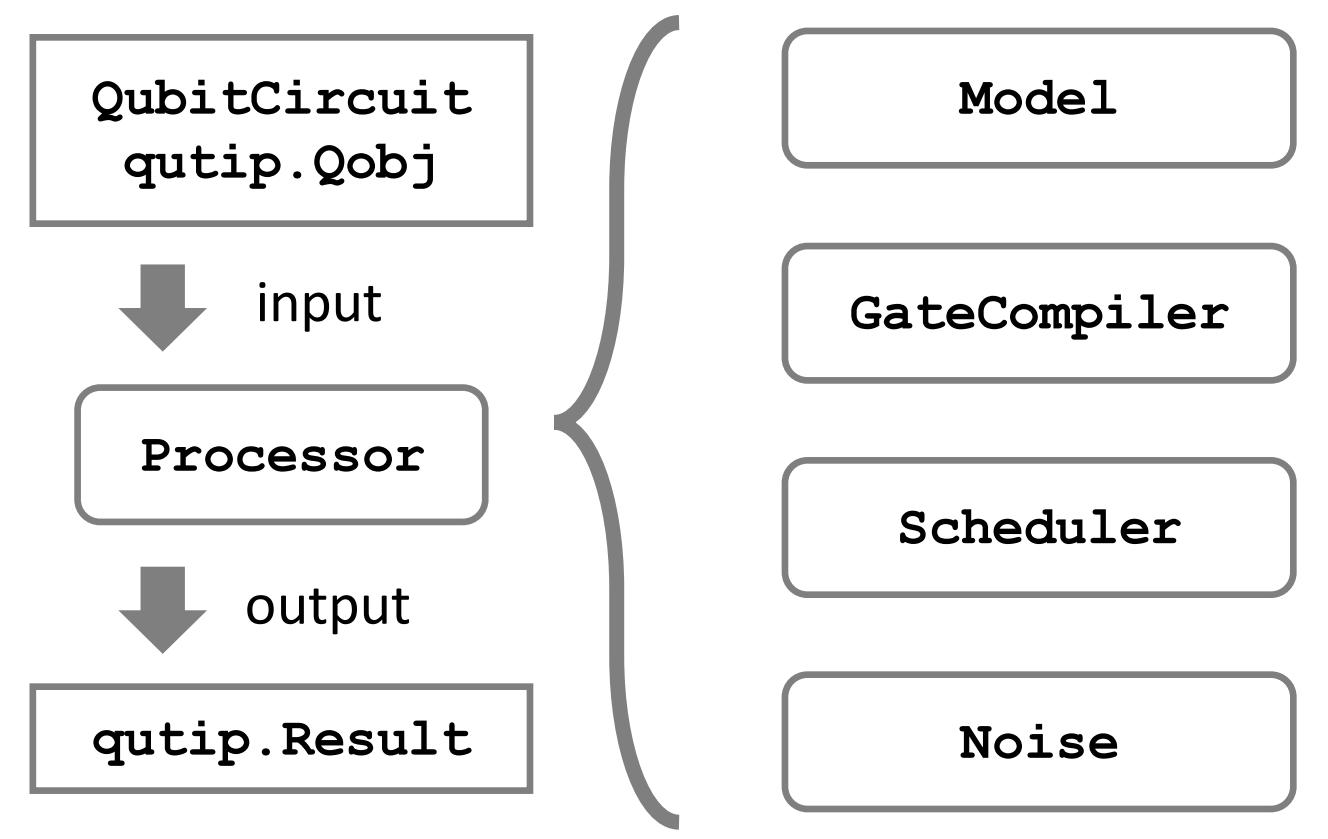 QubitCircuit
qutip.Qobj
input
Processor
output
qutip.Result
Model
GateCompiler
Scheduler
Noise